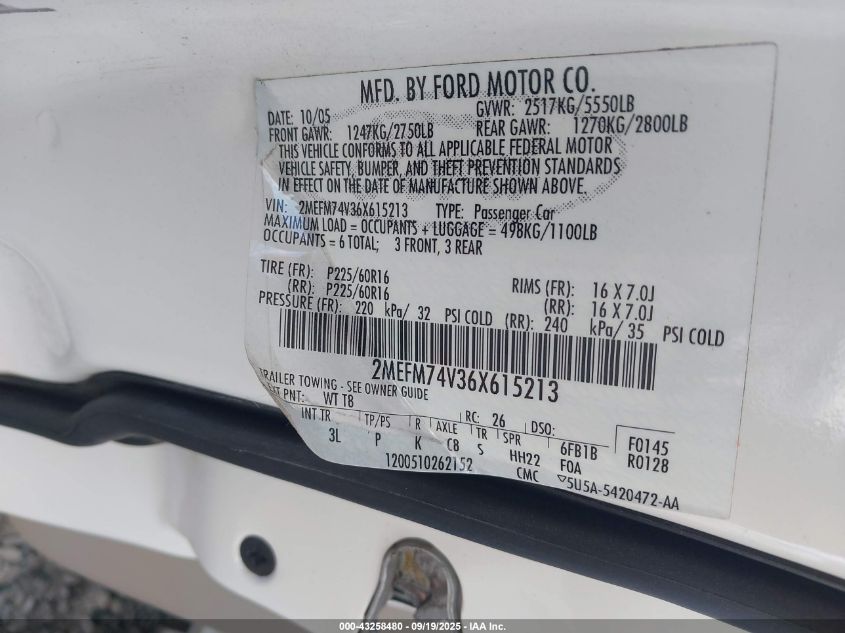 MFD. BY FORD MOTOR CO.
DATE: 10/05 GVWR: 2517KG/5550LB
FRONT GAWR: 1247KG/2750LB REAR GAWR: 1270KG/2800LB
THIS VEHICLE CONFORMS TO ALL APPLICABLE FEDERAL MOTOR
VEHICLE SAFETY, BUMPER, AND THEFT PREVENTION STANDARDS
IN EFFECT ON THE DATE OF MANUFACTURE SHOWN ABOVE.
VIN: 2MEFM74V36X615213 TYPE: Passenger Car
MAXIMUM LOAD = OCCUPANTS + LUGGAGE = 498KG/1100LB
OCCUPANTS = 6 TOTAL; 3 FRONT, 3 REAR
TIRE (FR): P225/60R16 RIMS (FR): 16 X 7.0J
(RR): P225/60R16 (RR): 16 X 7.0J
PRESSURE (FR): 220 kPa/ 32 PSI COLD (RR): 240 kPa/ 35 PSI COLD
2MEFM74V36X615213
TRAILER TOWING - SEE OWNER GUIDE
EXT PNT: WT TB RC: 26 DSO:
INT TR TP/PS R AXLE TR SPR 6FB1B F0145
3L P K CB S HH22 FOA R0128
1200510262152 CMC ▽5U5A-5420472-AA
000-43258480 - 09/19/2025 - © IAA Inc.